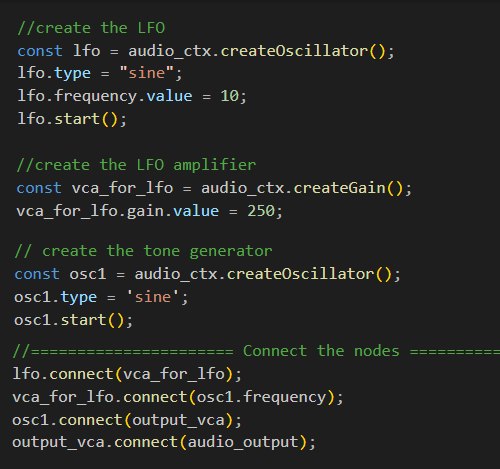 //create the LFO
const lfo = audio_ctx.createOscillator();
lfo.type = "sine";
lfo.frequency.value = 10;
lfo.start();
//create the LFO amplifier
const vca_for_lfo = audio_ctx.createGain();
vca_for_lfo.gain.value = 250;
// create the tone generator
const osc1 = audio_ctx.createOscillator();
osc1.type = 'sine';
osc1.start();
//====================== Connect the nodes ==========
lfo.connect(vca_for_lfo);
vca_for_lfo.connect(osc1.frequency);
osc1.connect(output_vca);
output_vca.connect(audio_output);